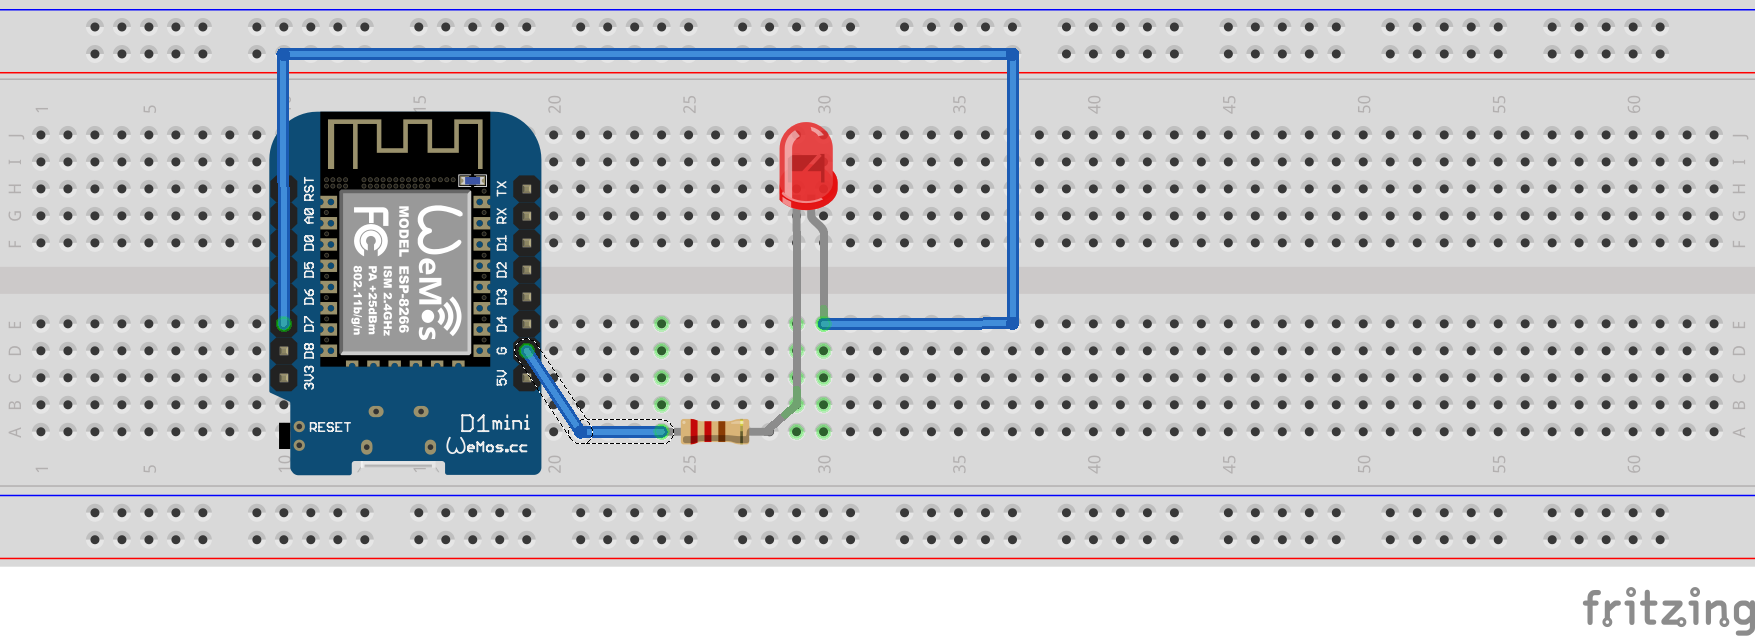 1 5 10 15 20 25 30 35 40 45 50 55 60
J J
I I
H H
G G
F F
E E
D D
C C
B B
A A
RST
A0
D0
D5
D6
D7
D8
3V3
TX
RX
D1
D2
D3
D4
G
5V
WeMos
MODEL ESP-8266
ISM 2.4GHz
PA +25dBm
802.11b/g/n
FC
RESET
D1mini
WeMos.cc
1 5 10 20 25 30 35 40 45 50 55 60
fritzing